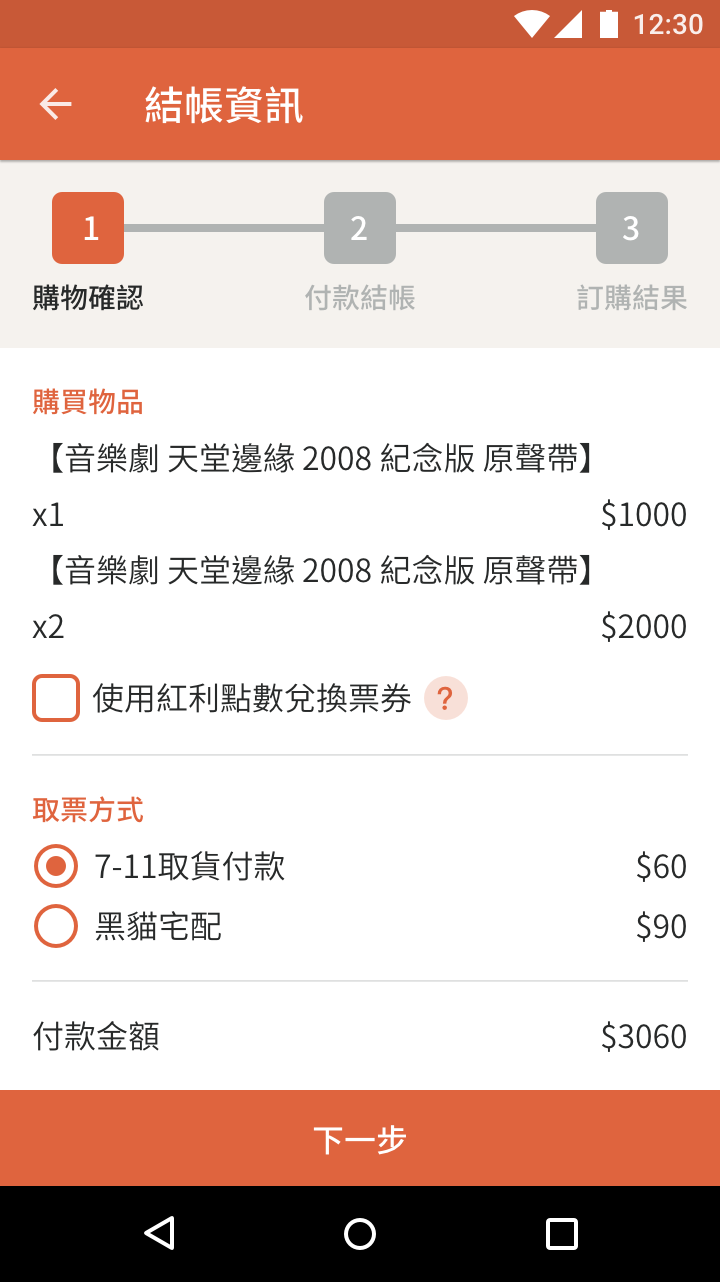 12:30
結帳資訊
1 2 3
購物確認 付款結帳 訂購結果
購買物品
【音樂劇 天堂邊緣 2008 紀念版 原聲帶】
x1 $1000
【音樂劇 天堂邊緣 2008 紀念版 原聲帶】
x2 $2000
使用紅利點數兌換票券 ?
取票方式
7-11取貨付款 $60
黑貓宅配 $90
付款金額 $3060
下一步